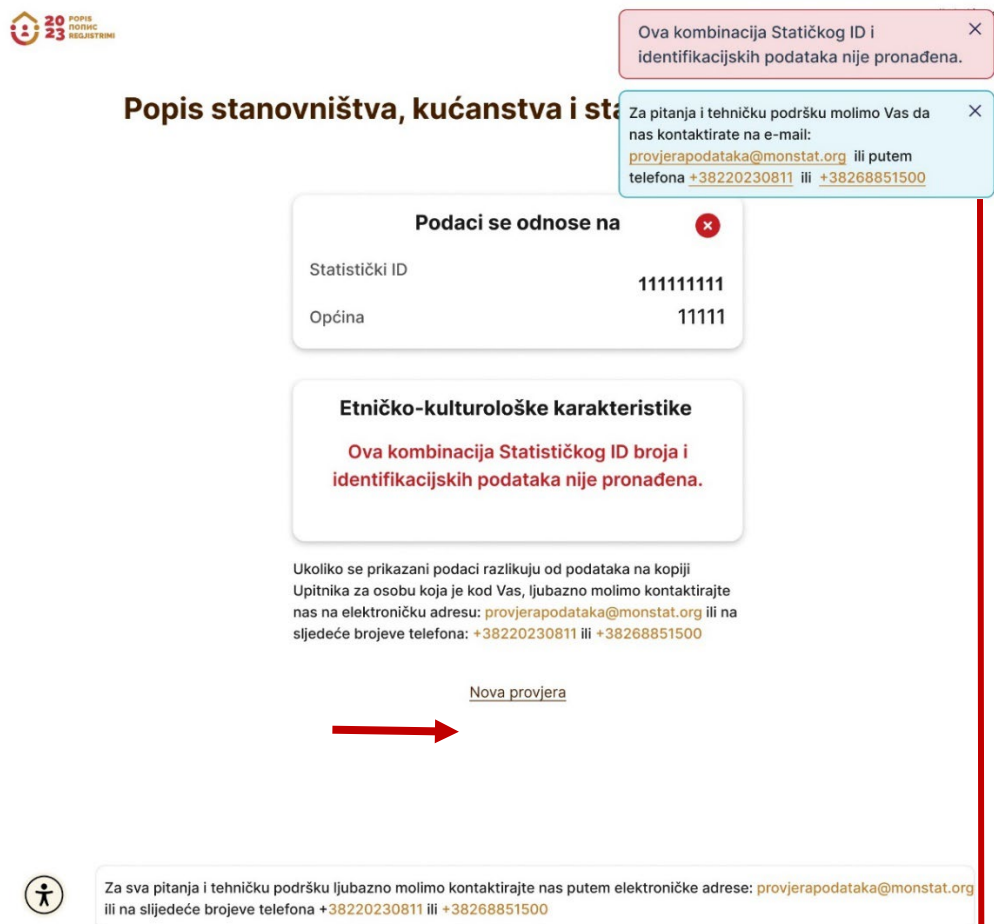 20 POPIS
ПОПИС
23 REGJISTRIMI
Ova kombinacija Statičkog ID i
identifikacijskih podataka nije pronađena.
Popis stanovništva, kućanstva i sta
Za pitanja i tehničku podršku molimo Vas da
nas kontaktirate na e-mail:
provjerapodataka@monstat.org ili putem
telefona +38220230811 ili +38268851500
Podaci se odnose na
Statistički ID
111111111
Općina 11111
Etničko-kulturološke karakteristike
Ova kombinacija Statističkog ID broja i
identifikacijskih podataka nije pronađena.
Ukoliko se prikazani podaci razlikuju od podataka na kopiji
Upitnika za osobu koja je kod Vas, ljubazno molimo kontaktirajte
nas na elektroničku adresu: provjerapodataka@monstat.org ili na
sljedeće brojeve telefona: +38220230811 ili +38268851500
Nova provjera
Za sva pitanja i tehničku podršku ljubazno molimo kontaktirajte nas putem elektroničke adrese: provjerapodataka@monstat.org
ili na slijedeće brojeve telefona +38220230811 ili +38268851500